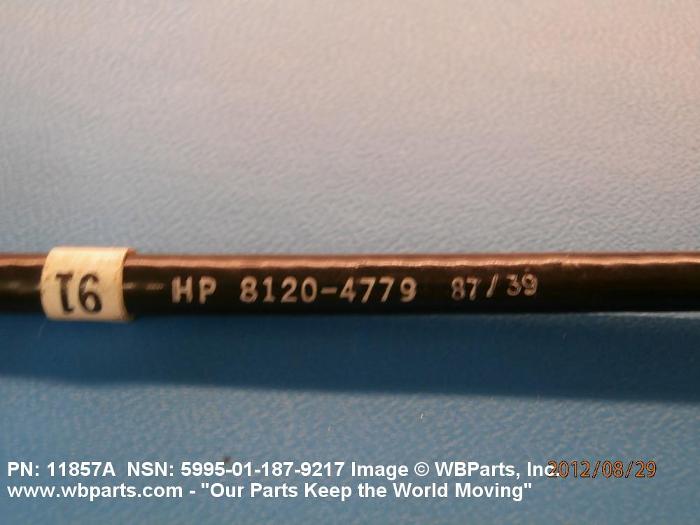 HP 8120-4779 87/39
PN: 11857A NSN: 5995-01-187-9217 Image © WBParts, Inc. 2012/08/29
www.wbparts.com - "Our Parts Keep the World Moving"